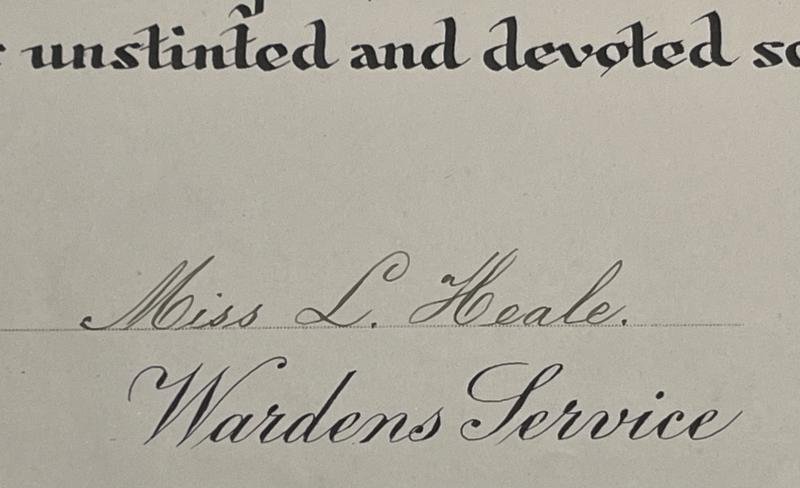 unstinted and devoted
Miss L. Heale.
Wardens Service